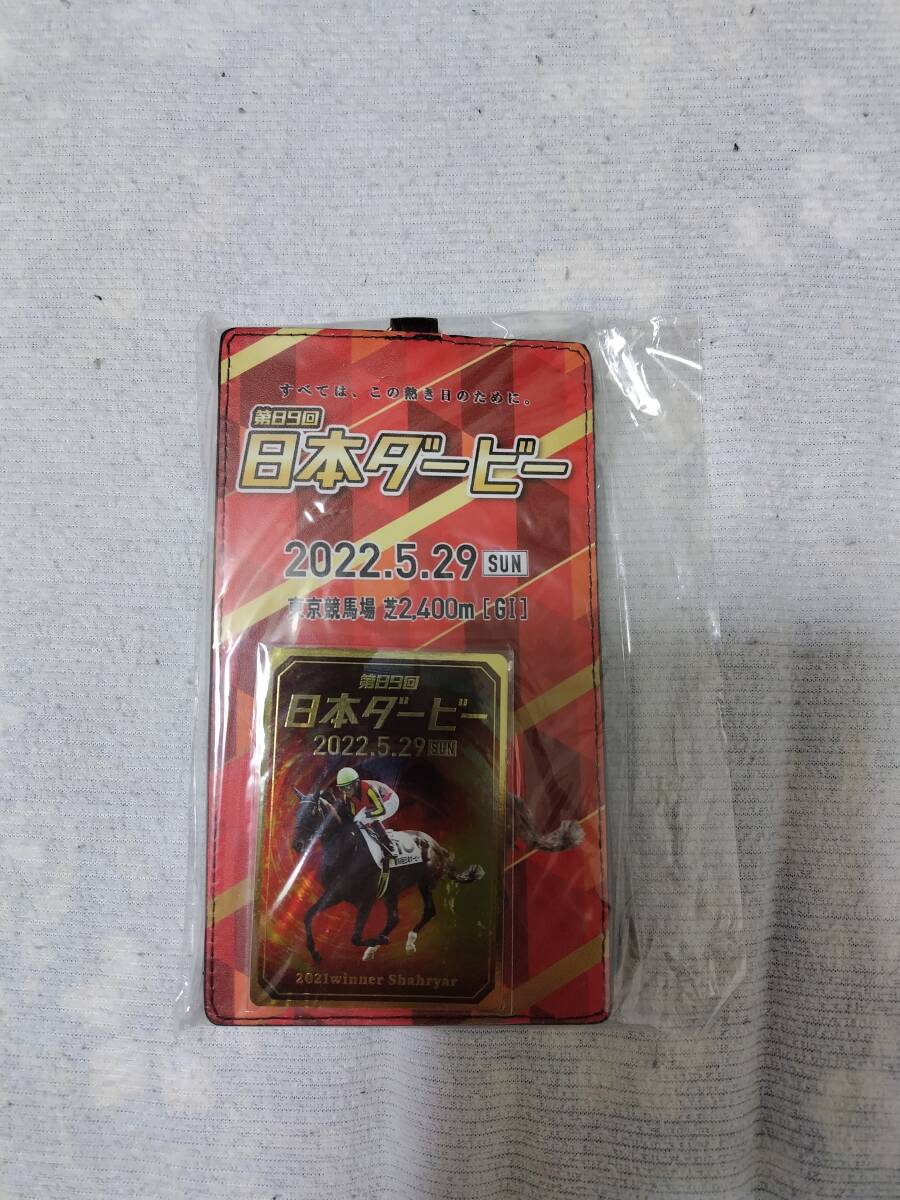 すべては、この熱き日のために。
第89回
日本ダービー
2022.5.29 SUN
東京競馬場 芝2,400m [GI]
第89回
日本ダービー
2022.5.29 SUN
2021winner Shahryar